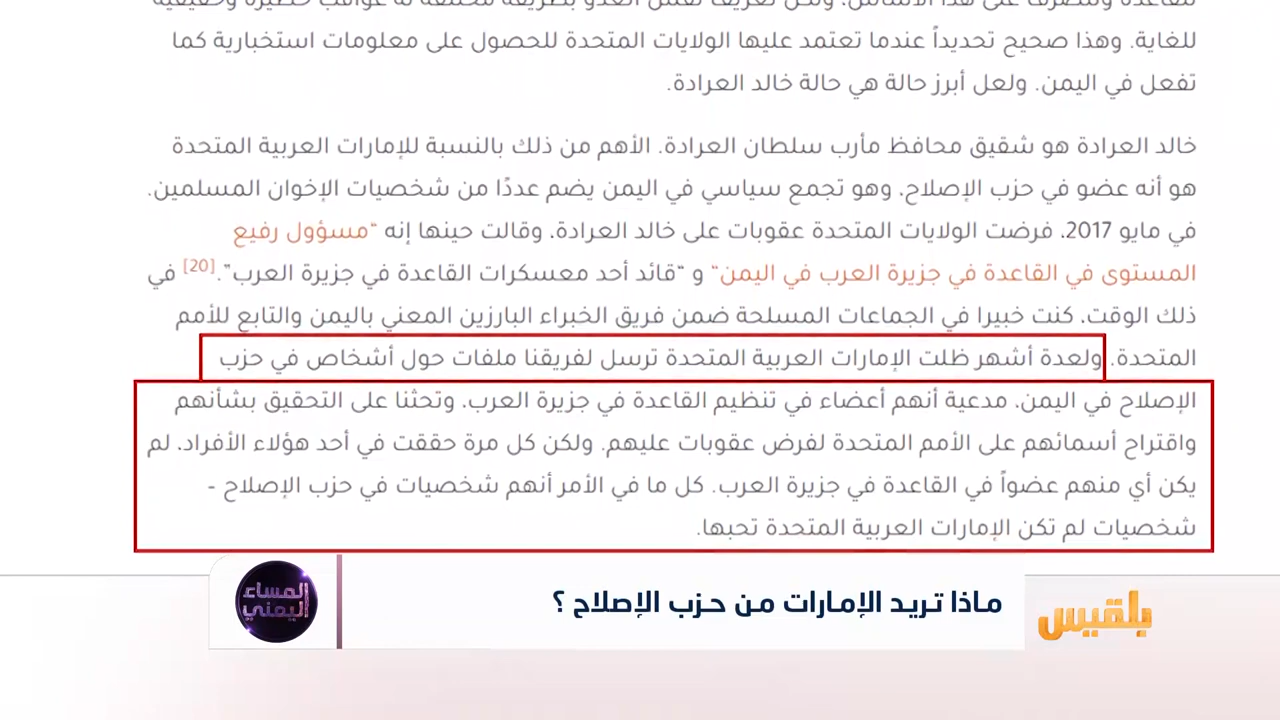 للغاية. وهذا صحيح تحديداً عندما تعتمد عليها الولايات المتحدة للحصول على معلومات استخبارية كما
تفعل في اليمن. ولعل أبرز حالة هي حالة خالد العرادة.
خالد العرادة هو شقيق محافظ مأرب سلطان العرادة. الأهم من ذلك بالنسبة للإمارات العربية المتحدة
هو أنه عضو في حزب الإصلاح، وهو تجمع سياسي في اليمن يضم عددًا من شخصيات الإخوان المسلمين.
في مايو 2017، فرضت الولايات المتحدة عقوبات على خالد العرادة، وقالت حينها إنه "مسؤول رفيع
المستوى في القاعدة في جزيرة العرب في اليمن" و "قائد أحد معسكرات القاعدة في جزيرة العرب".[20] في
ذلك الوقت، كنت خبيرا في الجماعات المسلحة ضمن فريق الخبراء البارزين المعني باليمن والتابع للأمم
المتحدة. ولعدة أشهر ظلت الإمارات العربية المتحدة ترسل لفريقنا ملفات حول أشخاص في حزب
الإصلاح في اليمن، مدعية أنهم أعضاء في تنظيم القاعدة في جزيرة العرب، وتحثنا على التحقيق بشأنهم
واقتراح أسمائهم على الأمم المتحدة لفرض عقوبات عليهم. ولكن كل مرة حققت في أحد هؤلاء الأفراد، لم
يكن أي منهم عضواً في القاعدة في جزيرة العرب. كل ما في الأمر أنهم شخصيات في حزب الإصلاح –
شخصيات لم تكن الإمارات العربية المتحدة تحبها.
ماذا تريد الإمارات من حزب الإصلاح ؟
المساء
اليمني
بلقيس